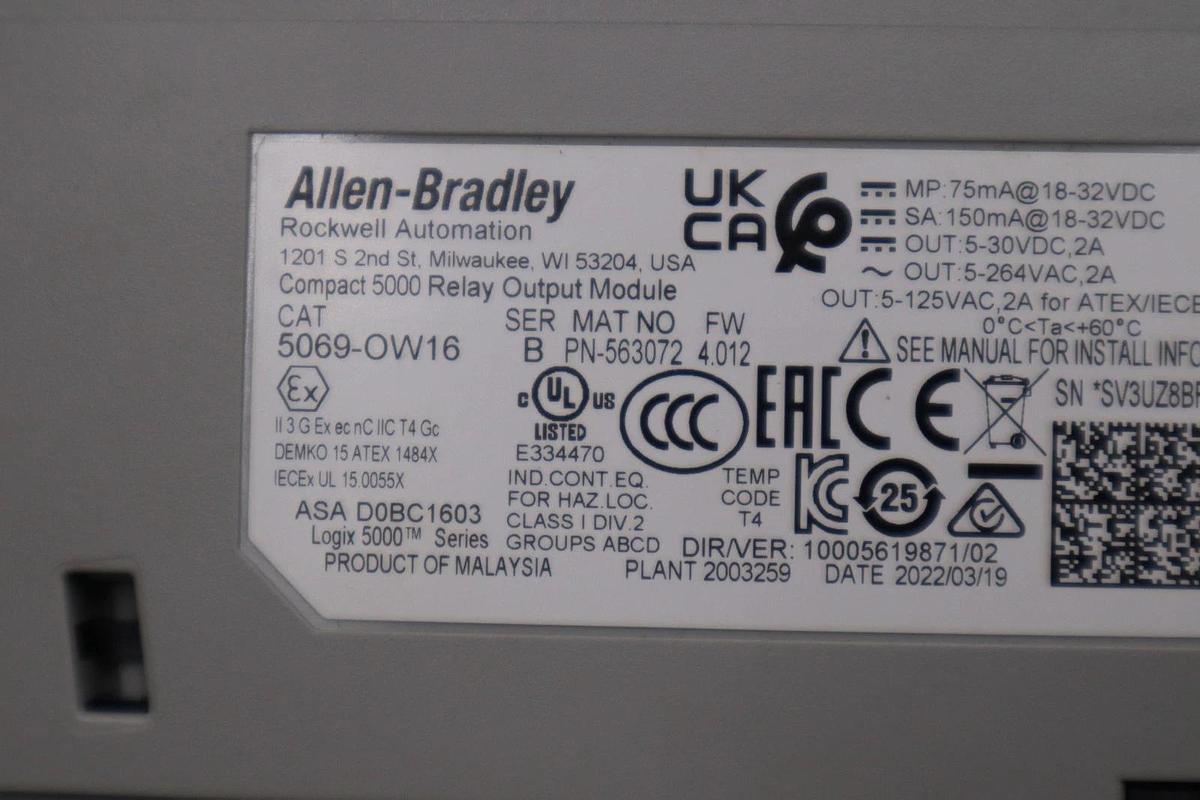 Allen-Bradley
Rockwell Automation
1201 S 2nd St, Milwaukee, WI 53204, USA
Compact 5000 Relay Output Module
CAT SER MAT NO FW
5069-OW16 B PN-563072 4.012
UK
CA
MP:75mA@18-32VDC
SA:150mA@18-32VDC
OUT:5-30VDC,2A
~ OUT:5-264VAC,2A
OUT:5-125VAC,2A for ATEX/IECE
0°C<Ta<+60°C
SEE MANUAL FOR INSTALL INFO
SN *SV3UZ8B
Ex
II 3 G Ex ec nC IIC T4 Gc
DEMKO 15 ATEX 1484X
IECEx UL 15.0055X
c UL US
LISTED
E334470
IND.CONT.EQ.
FOR HAZ.LOC.
CLASS I DIV.2
GROUPS ABCD
CCC
EAC
CE
TEMP
CODE
T4
KC
25
ASA D0BC1603
Logix 5000™ Series
PRODUCT OF MALAYSIA
DIR/VER: 10005619871/02
PLANT 2003259 DATE 2022/03/19